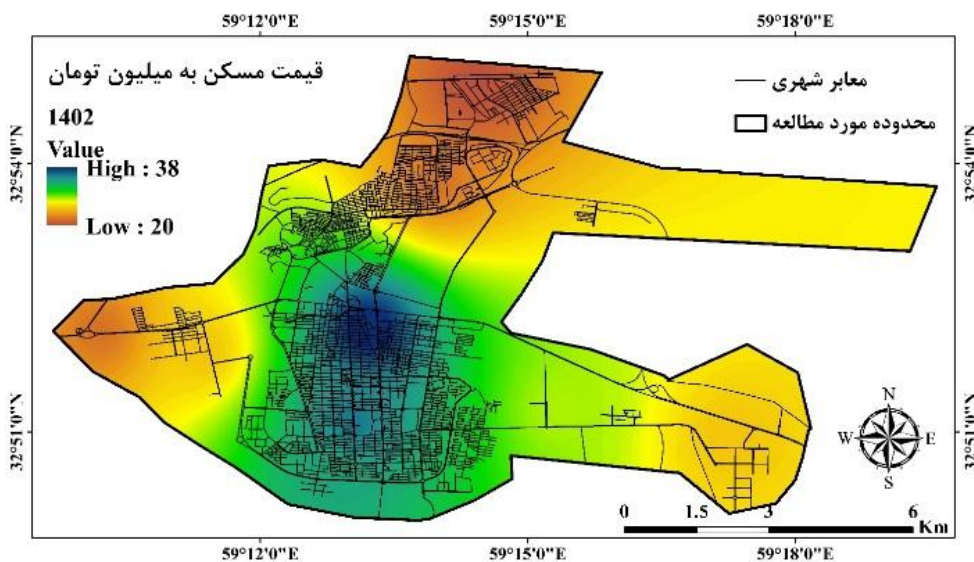 59°12'0"E 59°15'0"E 59°18'0"E
قیمت مسکن به میلیون تومان
1402
Value
High : 38
Low : 20
معابر شهری
محدوده مورد مطالعه
32°54'0"N 32°54'0"N
32°51'0"N 32°51'0"N
N
W E
S
0 1.5 3 6
Km
59°12'0"E 59°15'0"E 59°18'0"E